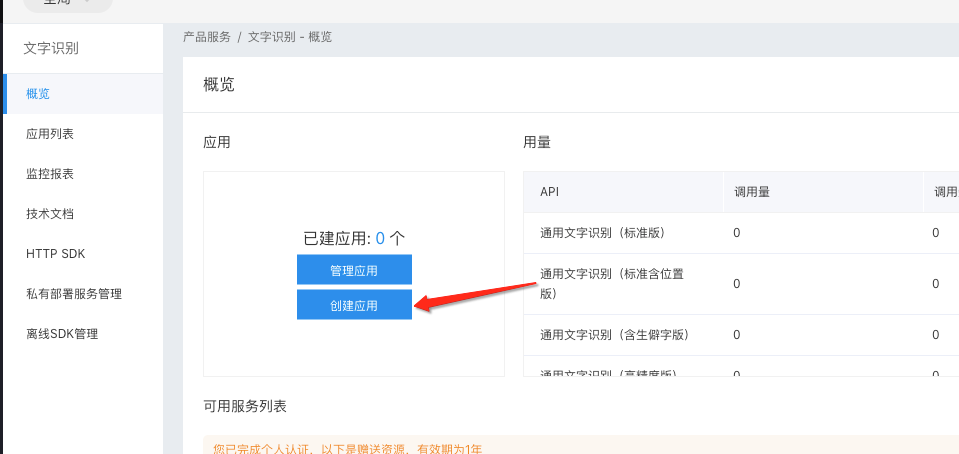 全局
文字识别
概览
应用列表
监控报表
技术文档
HTTP SDK
私有部署服务管理
离线SDK管理
产品服务 / 文字识别 - 概览
概览
应用
已建应用: 0 个
管理应用
创建应用
用量
API 调用量
通用文字识别（标准版） 0 0
通用文字识别（标准含位置
版） 0 0
通用文字识别（含生僻字版） 0 0
通用文字识别（高精度版） 0 0
可用服务列表
您已完成个人认证，以下是赠送资源，有效期为1年